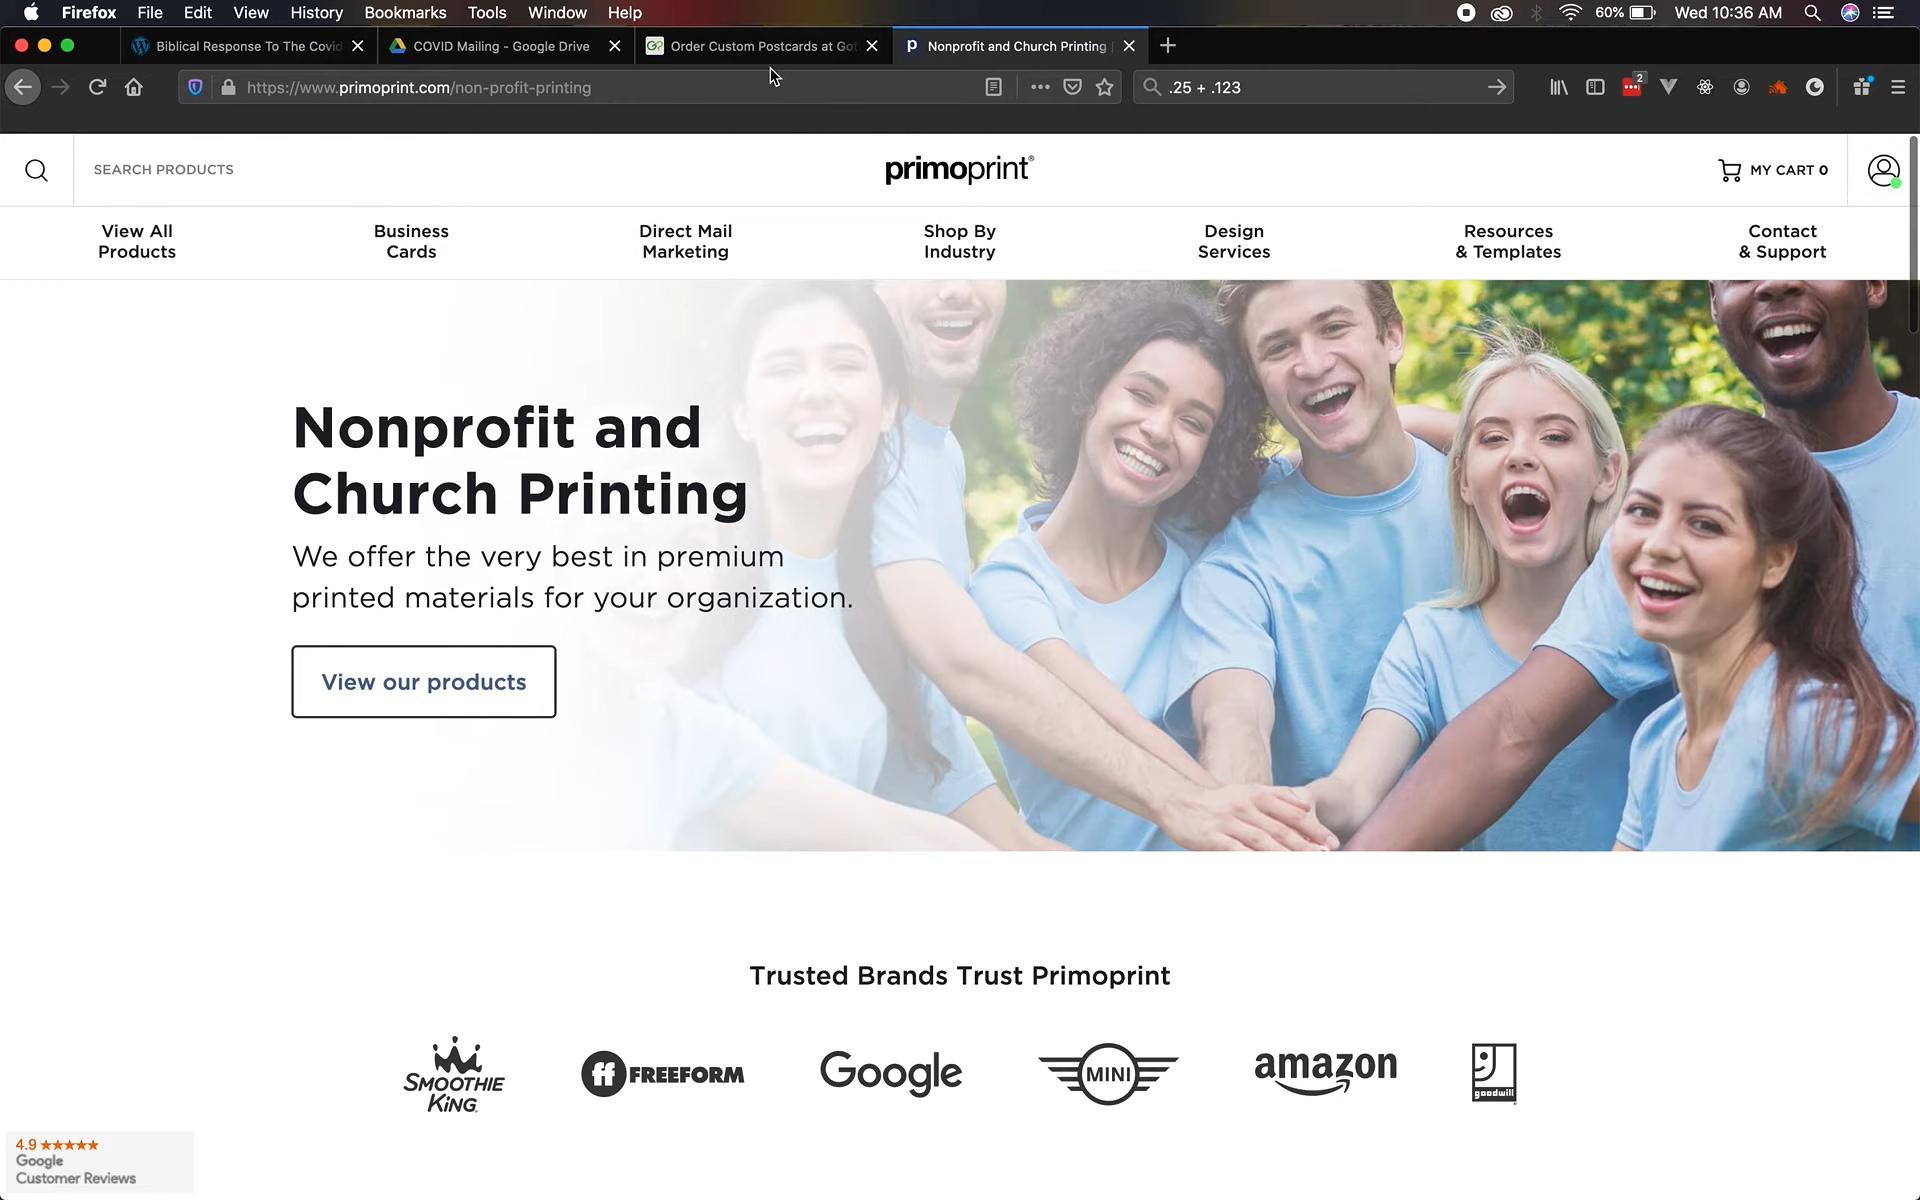 Firefox File Edit View History Bookmarks Tools Window Help 60% Wed 10:36 AM
Biblical Response To The Covid
COVID Mailing - Google Drive
Order Custom Postcards at Got
Nonprofit and Church Printing |
https://www.primoprint.com/non-profit-printing
.25 + .123
2
SEARCH PRODUCTS
primoprint®
MY CART 0
View All
Products
Business
Cards
Direct Mail
Marketing
Shop By
Industry
Design
Services
Resources
& Templates
Contact
& Support
Nonprofit and
Church Printing
We offer the very best in premium
printed materials for your organization.
View our products
Trusted Brands Trust Primoprint
SMOOTHIE
KING
ff FREEFORM
Google
MINI
amazon
goodwill
4.9 ★★★★★
Google
Customer Reviews